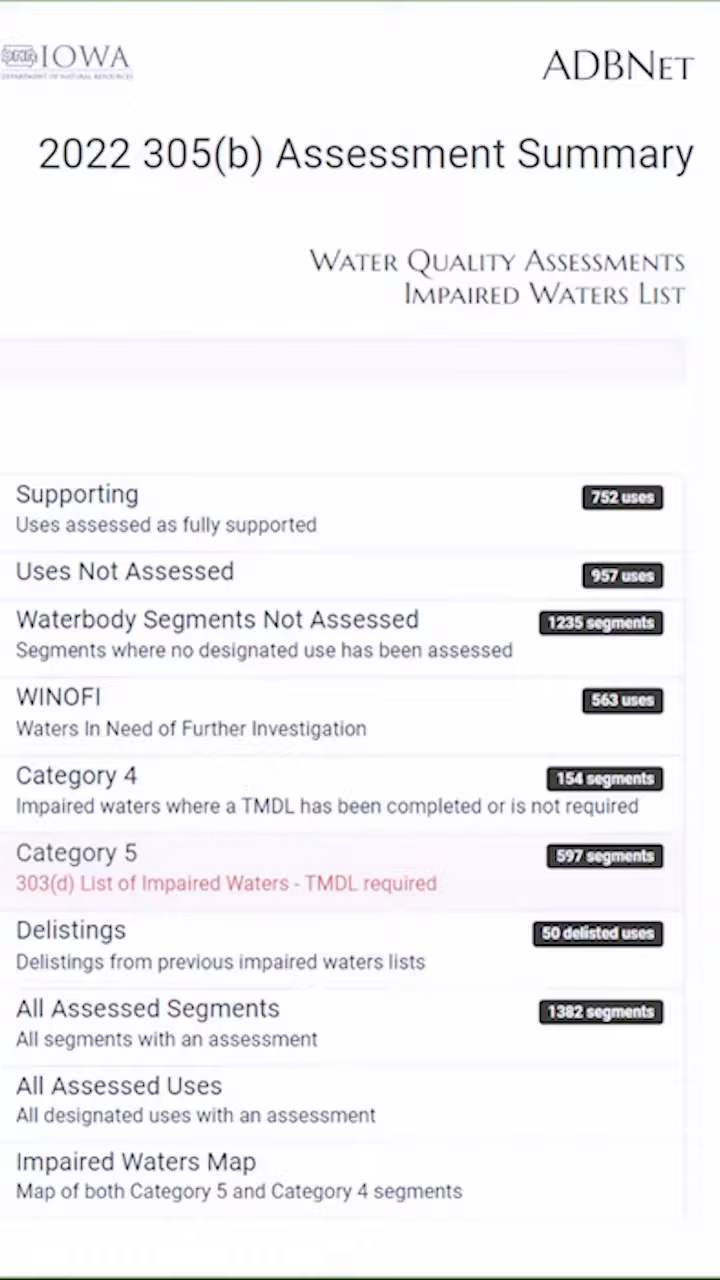 DNR IOWA
DEPARTMENT OF NATURAL RESOURCES
ADBNet
2022 305(b) Assessment Summary
Water Quality Assessments
Impaired Waters List
Supporting 752 uses
Uses assessed as fully supported
Uses Not Assessed 957 uses
Waterbody Segments Not Assessed 1235 segments
Segments where no designated use has been assessed
WINOFI 563 uses
Waters In Need of Further Investigation
Category 4 154 segments
Impaired waters where a TMDL has been completed or is not required
Category 5 597 segments
303(d) List of Impaired Waters - TMDL required
Delistings 50 delisted uses
Delistings from previous impaired waters lists
All Assessed Segments 1382 segments
All segments with an assessment
All Assessed Uses
All designated uses with an assessment
Impaired Waters Map
Map of both Category 5 and Category 4 segments